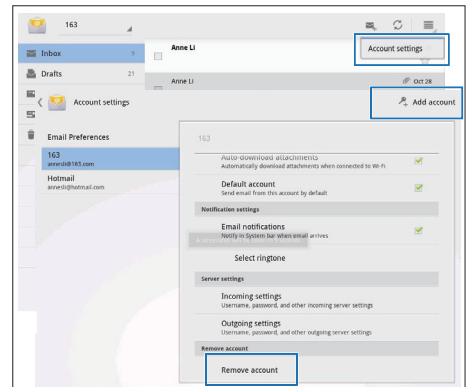 163
Inbox 9
Anne Li
Account settings
Drafts 21
Anne Li
Oct 28
Account settings
Add account
Email Preferences
163
annesli@163.com
Hotmail
annesli@hotmail.com
163
Auto-download attachments
Automatically download attachments when connected to Wi-Fi
Default account
Send email from this account by default
Notification settings
Email notifications
Notify in System bar when email arrives
Select ringtone
Server settings
Incoming settings
Username, password, and other incoming server settings
Outgoing settings
Username, password, and other outgoing server settings
Remove account
Remove account